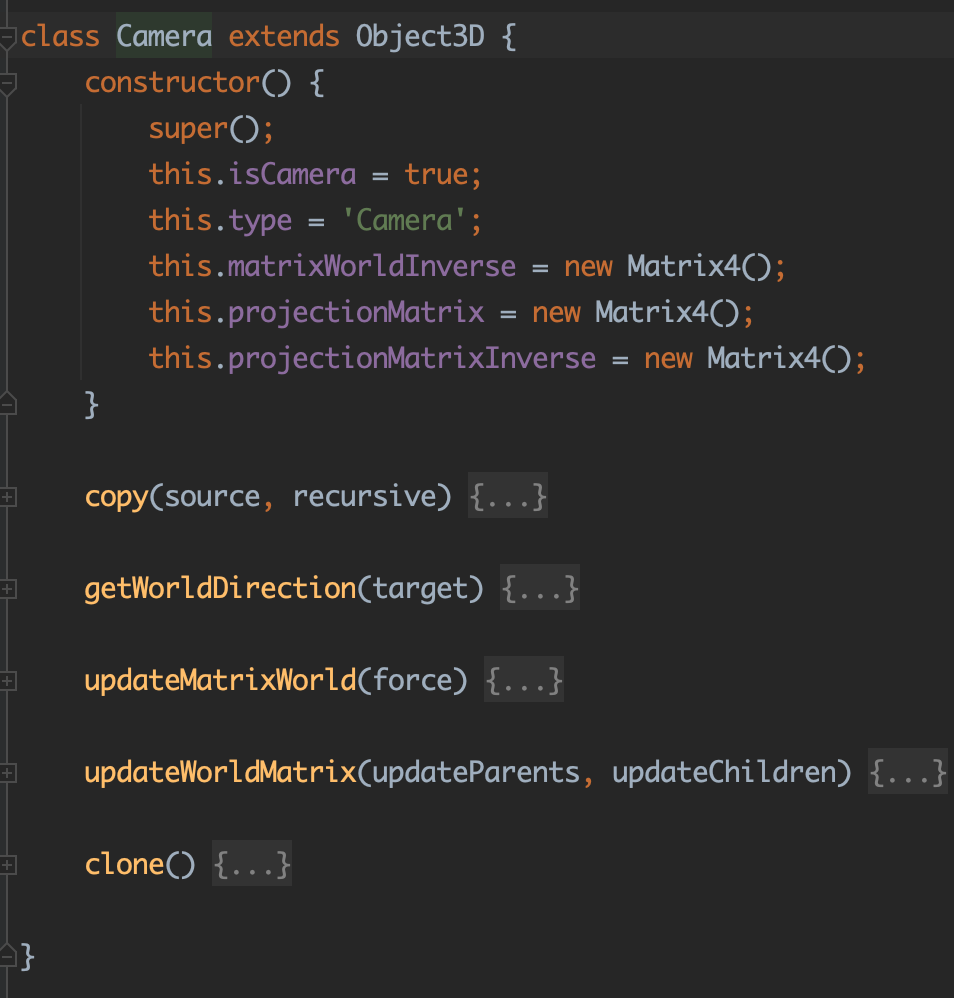 class Camera extends Object3D {
constructor() {
super();
this.isCamera = true;
this.type = 'Camera';
this.matrixWorldInverse = new Matrix4();
this.projectionMatrix = new Matrix4();
this.projectionMatrixInverse = new Matrix4();
}
copy(source, recursive) {...}
getWorldDirection(target) {...}
updateMatrixWorld(force) {...}
updateWorldMatrix(updateParents, updateChildren) {...}
clone() {...}
}